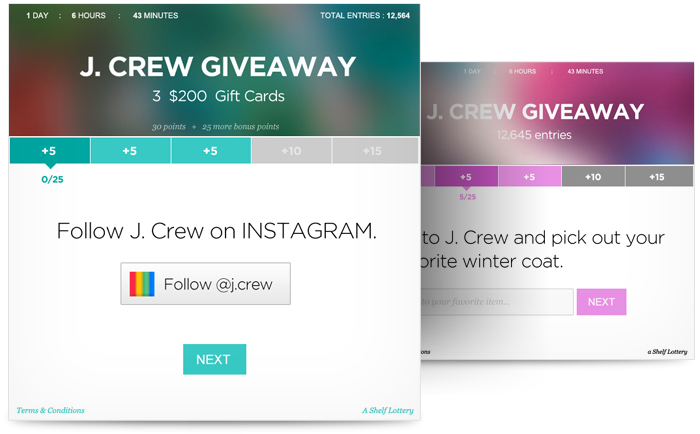 1 DAY : 6 HOURS : 43 MINUTES TOTAL ENTRIES : 12,564
J. CREW GIVEAWAY
3 $200 Gift Cards
30 points + 25 more bonus points
+5 +5 +5 +10 +15
0/25
Follow J. Crew on INSTAGRAM.
Follow @j.crew
NEXT
Terms & Conditions A Shelf Lottery
1 DAY : 6 HOURS : 43 MINUTES
J. CREW GIVEAWAY
12,645 entries
+5 +5 +10 +15
5/25
to J. Crew and pick out your
orite winter coat.
to your favorite item...
NEXT
ons a Shelf Lottery